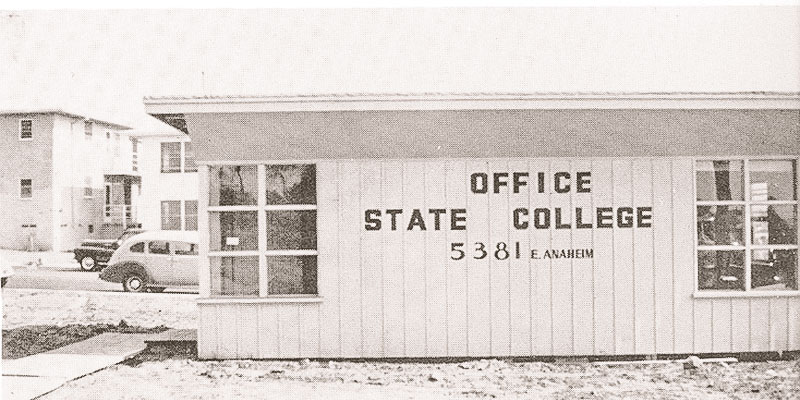 OFFICE
STATE COLLEGE
5381 E. ANAHEIM